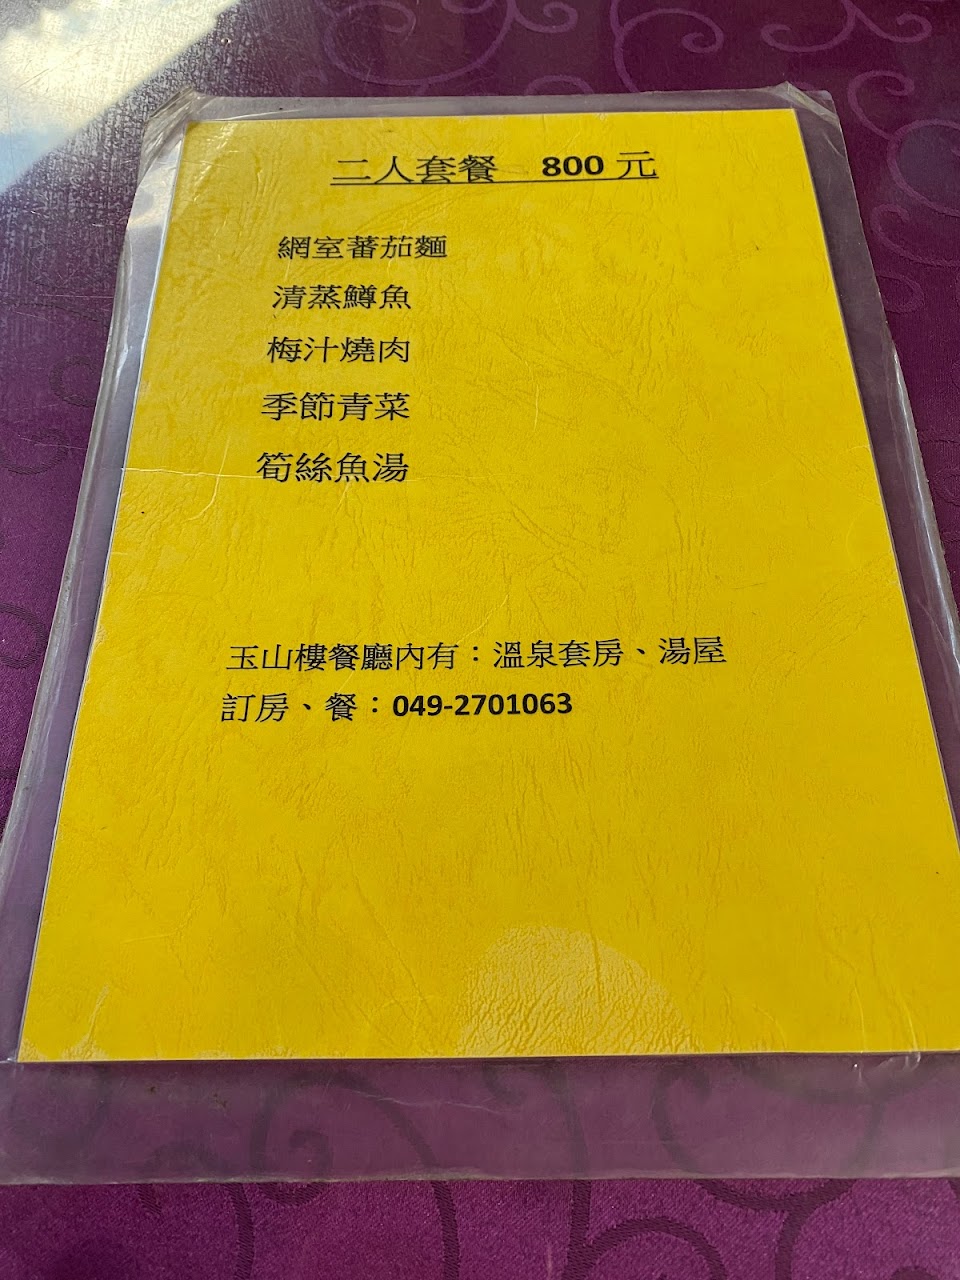 二人套餐 800 元
網室蕃茄麵
清蒸鱒魚
梅汁燒肉
季節青菜
筍絲魚湯
玉山樓餐廳內有：溫泉套房、湯屋
訂房、餐：049-2701063